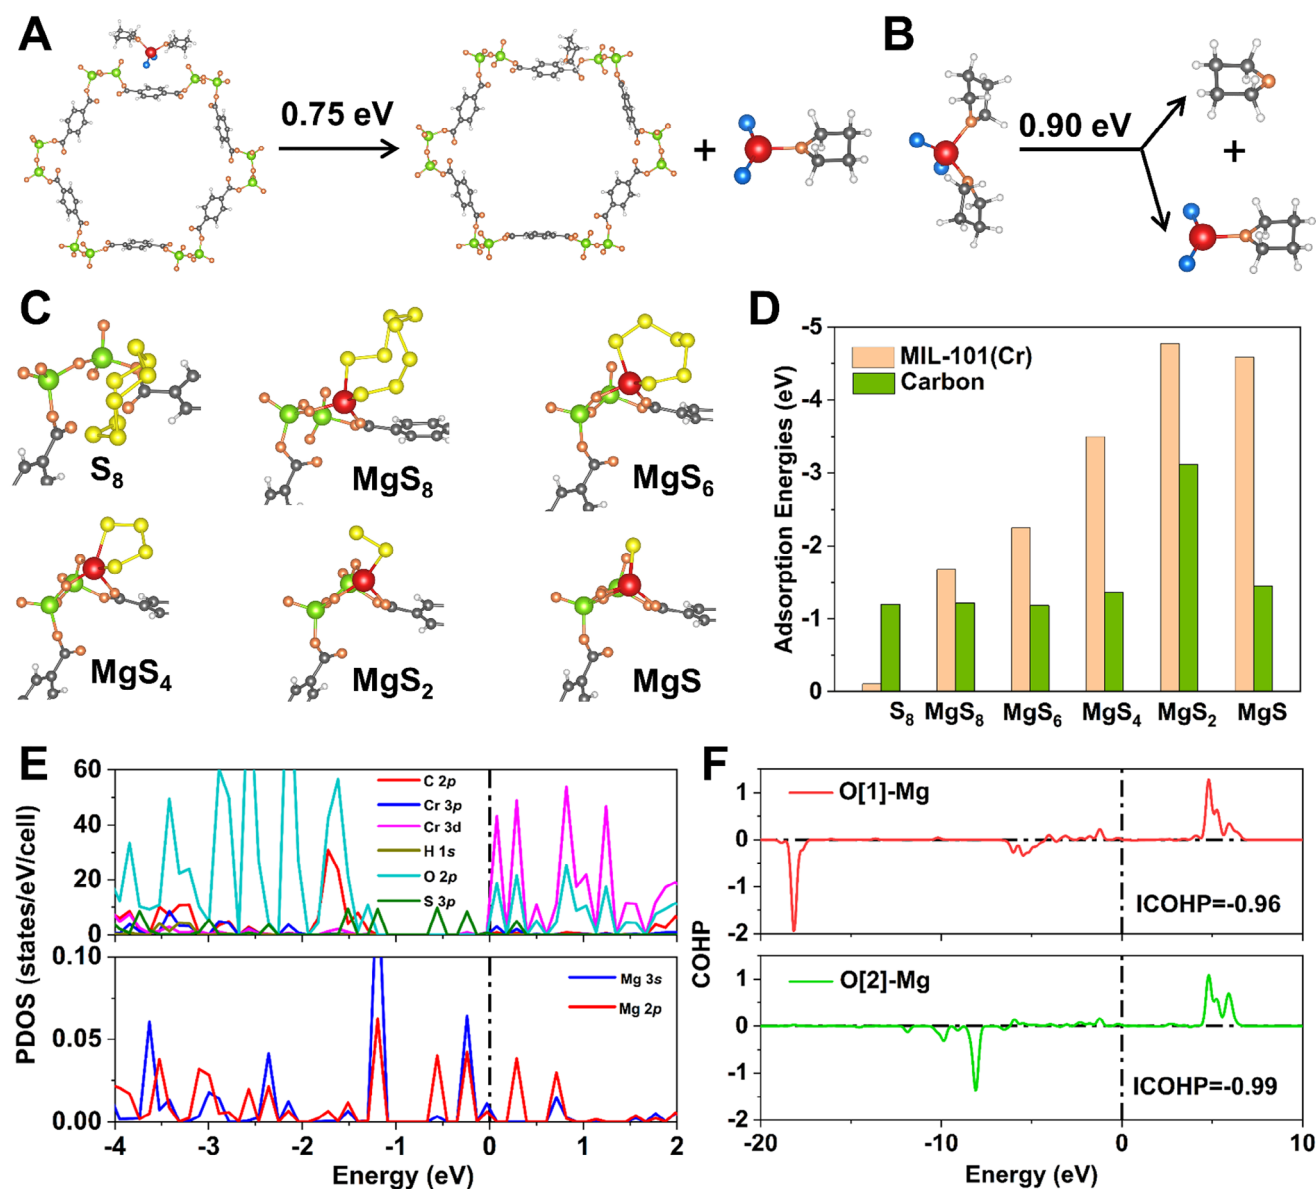 A
0.75 eV
+
B
0.90 eV
+
C
S8
MgS8
MgS6
MgS4
MgS2
MgS
D
Adsorption Energies (eV)
-5
-4
-3
-2
-1
0
MIL-101(Cr)
Carbon
S8 MgS8 MgS6 MgS4 MgS2 MgS
E
PDOS (states/eV/cell)
60
40
20
0
C 2p
Cr 3p
Cr 3d
H 1s
O 2p
S 3p
0.10
0.05
0.00
Mg 3s
Mg 2p
-4 -3 -2 -1 0 1 2
Energy (eV)
F
COHP
1
0
-1
-2
O[1]-Mg
ICOHP=-0.96
1
0
-1
-2
O[2]-Mg
ICOHP=-0.99
-20 -10 0 10
Energy (eV)